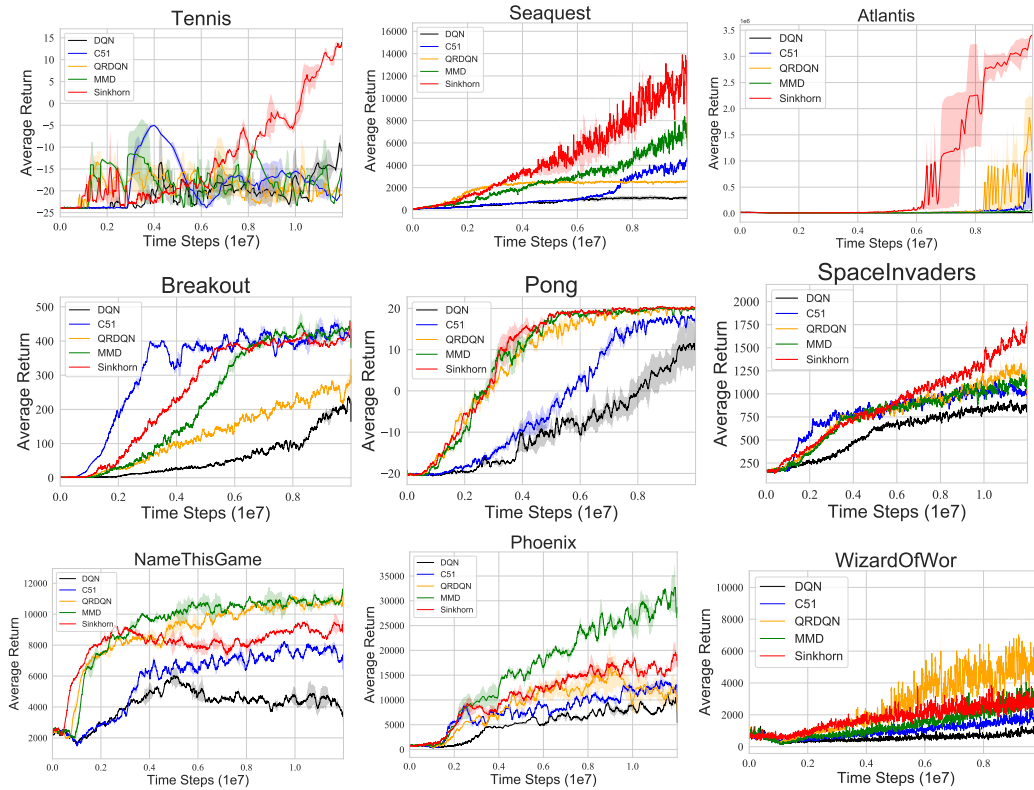 Tennis
Average Return
15
10
5
0
−5
−10
−15
−20
−25
DQN
C51
QRDQN
MMD
Sinkhorn
0.0 0.2 0.4 0.6 0.8 1.0
Time Steps (1e7)
Seaquest
Average Return
16000
14000
12000
10000
8000
6000
4000
2000
0
DQN
C51
QRDQN
MMD
Sinkhorn
0.0 0.2 0.4 0.6 0.8
Time Steps (1e7)
Atlantis
1e6
Average Return
3.5
3.0
2.5
2.0
1.5
1.0
0.5
0.0
DQN
C51
QRDQN
MMD
Sinkhorn
0.0 0.2 0.4 0.6 0.8
Time Steps (1e7)
Breakout
Average Return
500
400
300
200
100
0
DQN
C51
QRDQN
MMD
Sinkhorn
0.0 0.2 0.4 0.6 0.8
Time Steps (1e7)
Pong
Average Return
20
10
0
−10
−20
DQN
C51
QRDQN
MMD
Sinkhorn
0.0 0.2 0.4 0.6 0.8
Time Steps (1e7)
SpaceInvaders
Average Return
2000
1750
1500
1250
1000
750
500
250
DQN
C51
QRDQN
MMD
Sinkhorn
0.0 0.2 0.4 0.6 0.8 1.0
Time Steps (1e7)
NameThisGame
Average Return
12000
10000
8000
6000
4000
2000
DQN
C51
QRDQN
MMD
Sinkhorn
0.0 0.2 0.4 0.6 0.8 1.0
Time Steps (1e7)
Phoenix
Average Return
35000
30000
25000
20000
15000
10000
5000
0
DQN
C51
QRDQN
MMD
Sinkhorn
0.0 0.2 0.4 0.6 0.8 1.0
Time Steps (1e7)
WizardOfWor
Average Return
10000
8000
6000
4000
2000
0
DQN
C51
QRDQN
MMD
Sinkhorn
0.0 0.2 0.4 0.6 0.8
Time Steps (1e7)